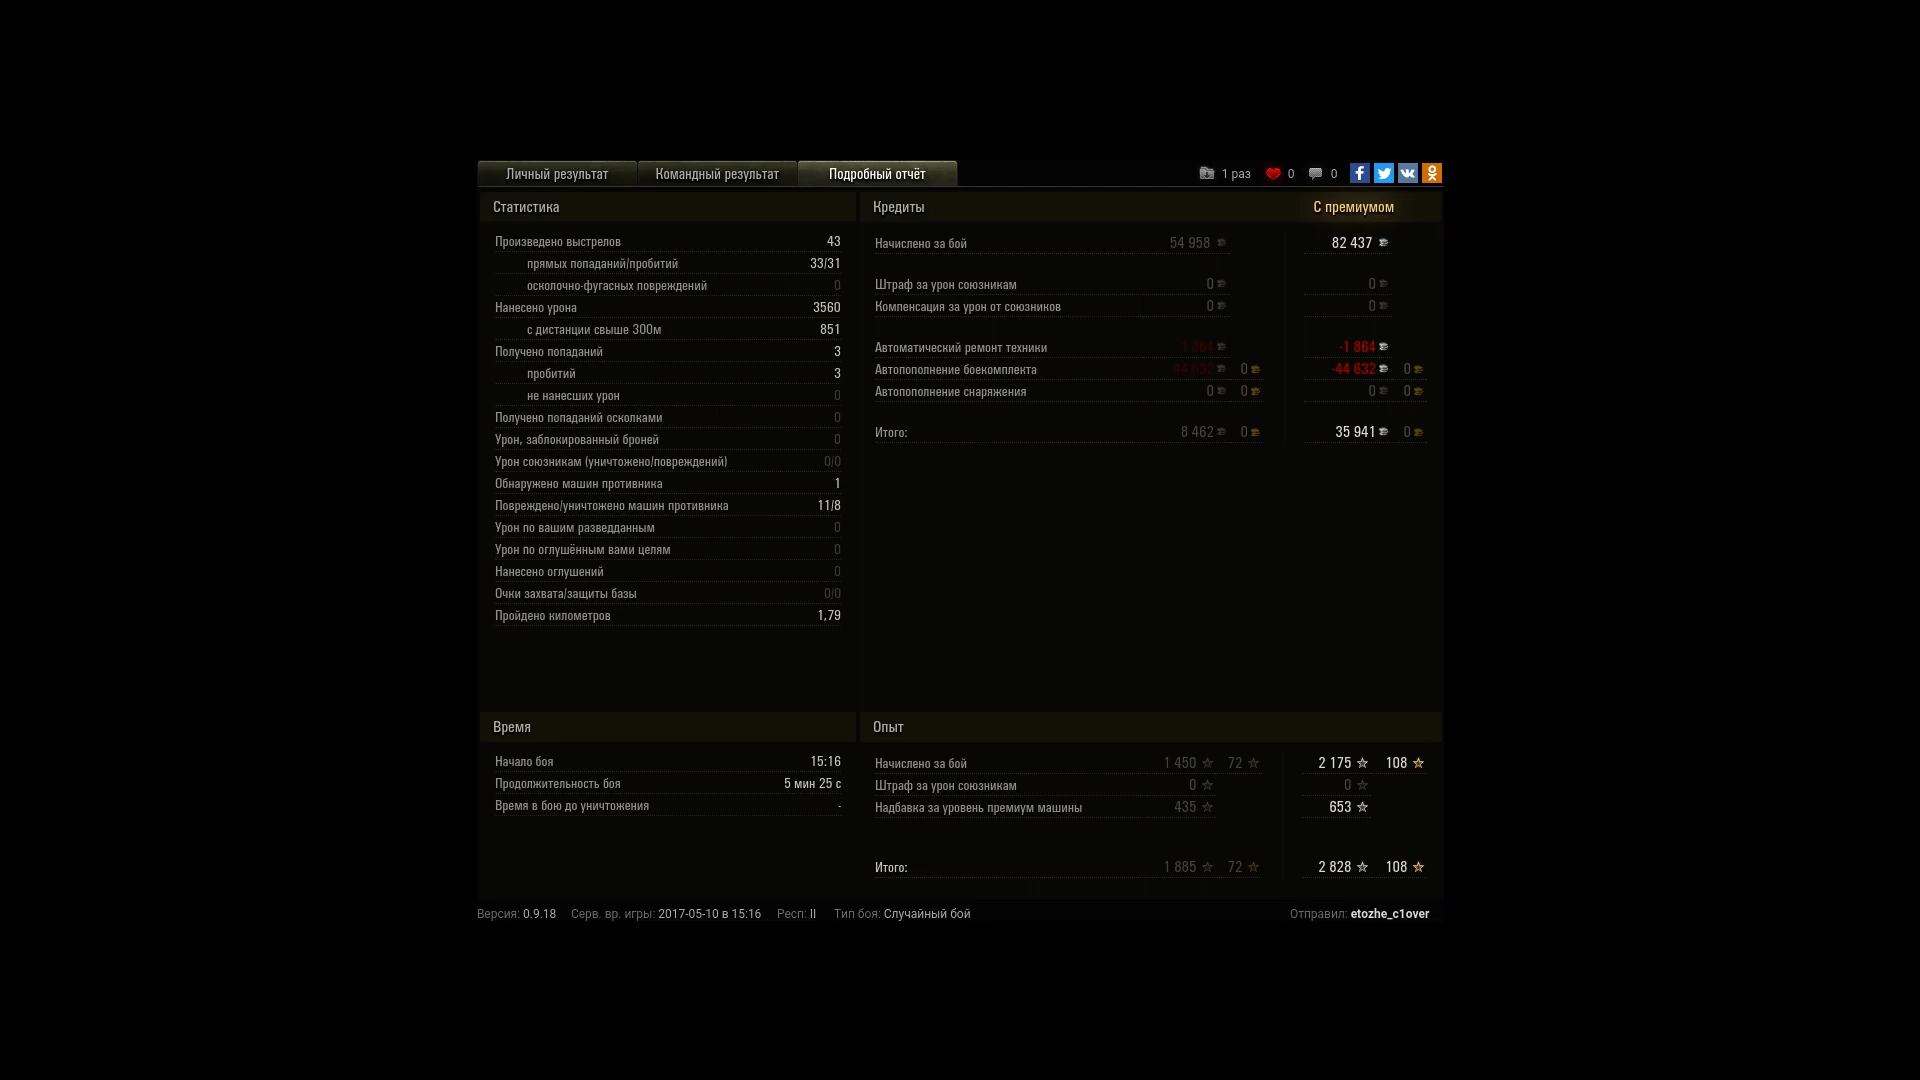 Личный результат Командный результат Подробный отчёт 1 раз 0 0
Статистика
Произведено выстрелов 43
прямых попаданий/пробитий 33/31
осколочно-фугасных повреждений 0
Нанесено урона 3560
с дистанции свыше 300м 851
Получено попаданий 3
пробитий 3
не нанесших урон 0
Получено попаданий осколками 0
Урон, заблокированный броней 0
Урон союзникам (уничтожено/повреждений) 0/0
Обнаружено машин противника 1
Повреждено/уничтожено машин противника 11/8
Урон по вашим разведданным 0
Урон по оглушённым вами целям 0
Нанесено оглушений 0
Очки захвата/защиты базы 0/0
Пройдено километров 1,79
Кредиты С премиумом
Начислено за бой 54 958 82 437
Штраф за урон союзникам 0 0
Компенсация за урон от союзников 0 0
Автоматический ремонт техники -1 864 -1 864
Автопополнение боекомплекта -44 632 0 -44 632 0
Автопополнение снаряжения 0 0 0 0
Итого: 8 462 0 35 941 0
Время
Начало боя 15:16
Продолжительность боя 5 мин 25 с
Время в бою до уничтожения -
Опыт
Начислено за бой 1 450 72 2 175 108
Штраф за урон союзникам 0 0
Надбавка за уровень премиум машины 435 653
Итого: 1 885 72 2 828 108
Версия: 0.9.18 Серв. вр. игры: 2017-05-10 в 15:16 Респ: II Тип боя: Случайный бой Отправил: etozhe_c1over